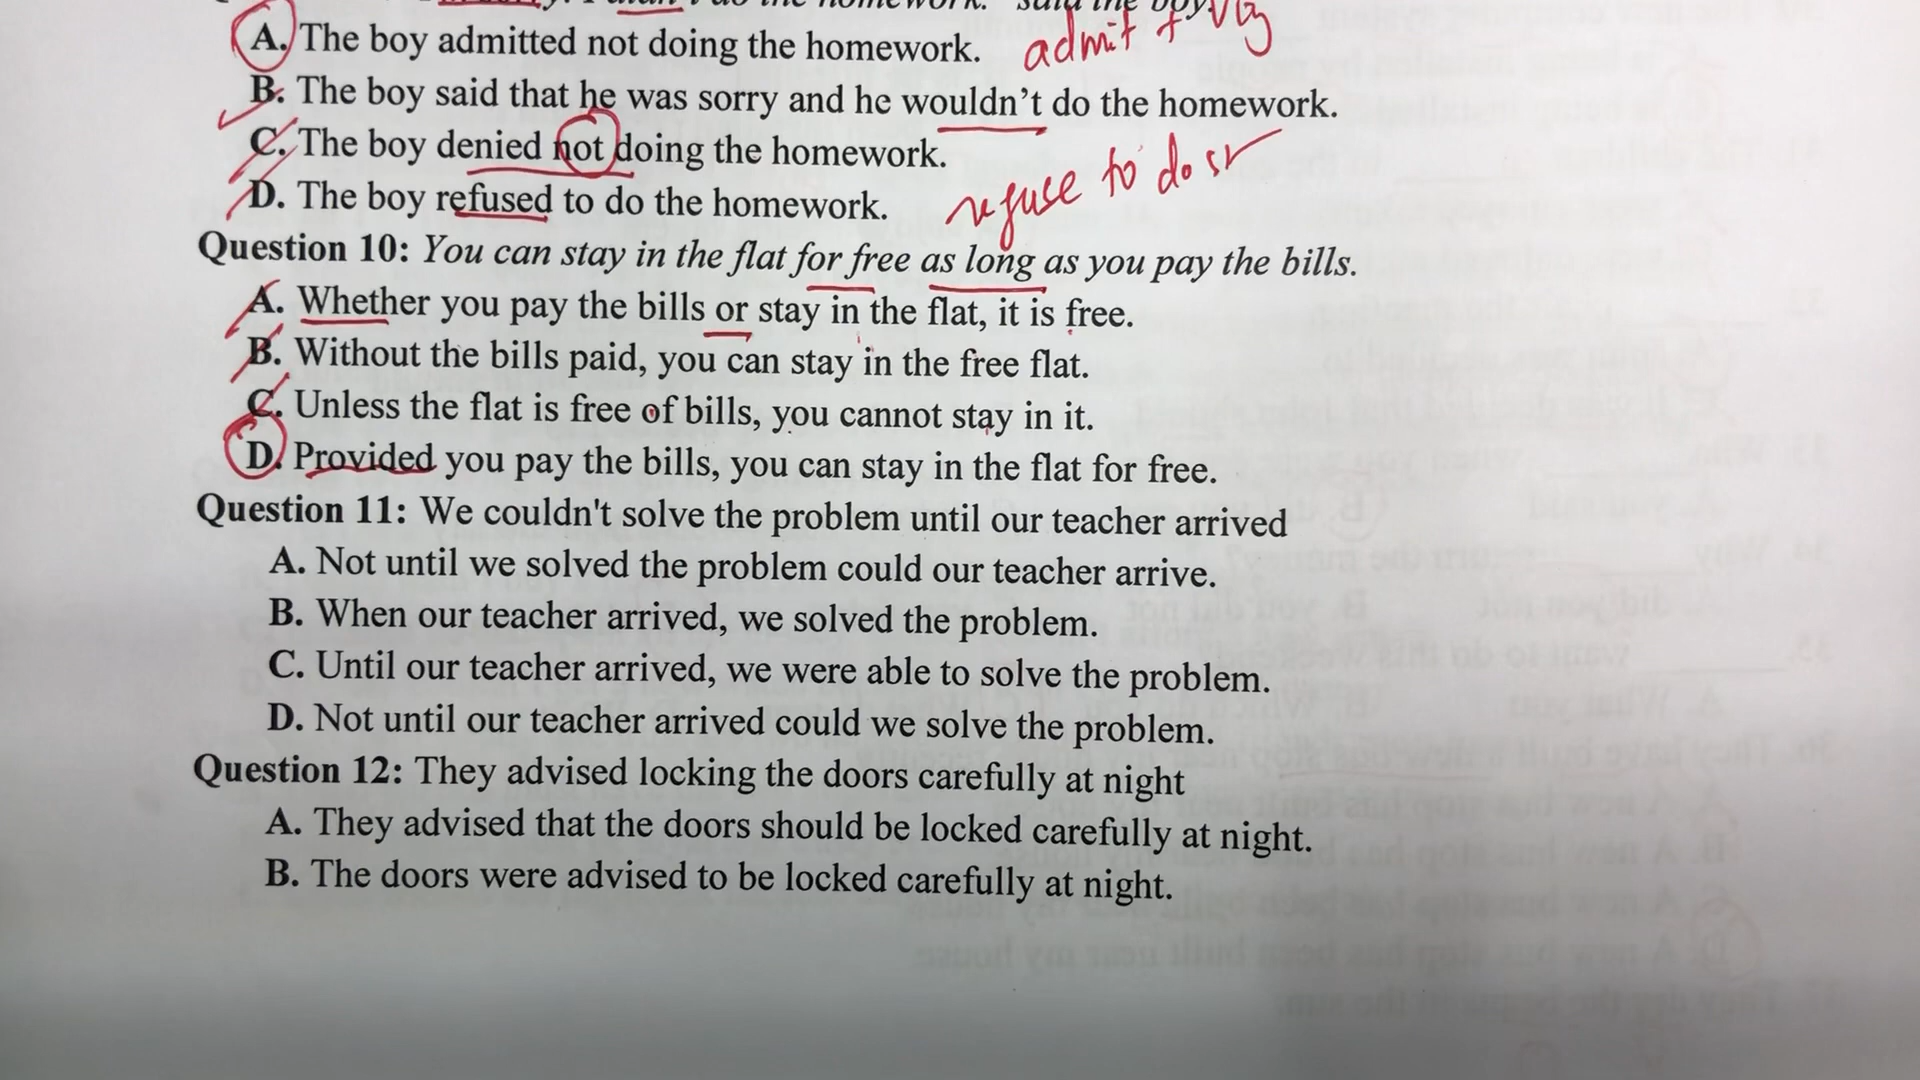 do the homework." said the boy.
A. The boy admitted not doing the homework. admit + Ving
B. The boy said that he was sorry and he wouldn't do the homework.
C. The boy denied not doing the homework.
D. The boy refused to do the homework. refuse to do st
Question 10: You can stay in the flat for free as long as you pay the bills.
A. Whether you pay the bills or stay in the flat, it is free.
B. Without the bills paid, you can stay in the free flat.
C. Unless the flat is free of bills, you cannot stay in it.
D. Provided you pay the bills, you can stay in the flat for free.
Question 11: We couldn't solve the problem until our teacher arrived
A. Not until we solved the problem could our teacher arrive.
B. When our teacher arrived, we solved the problem.
C. Until our teacher arrived, we were able to solve the problem.
D. Not until our teacher arrived could we solve the problem.
Question 12: They advised locking the doors carefully at night
A. They advised that the doors should be locked carefully at night.
B. The doors were advised to be locked carefully at night.